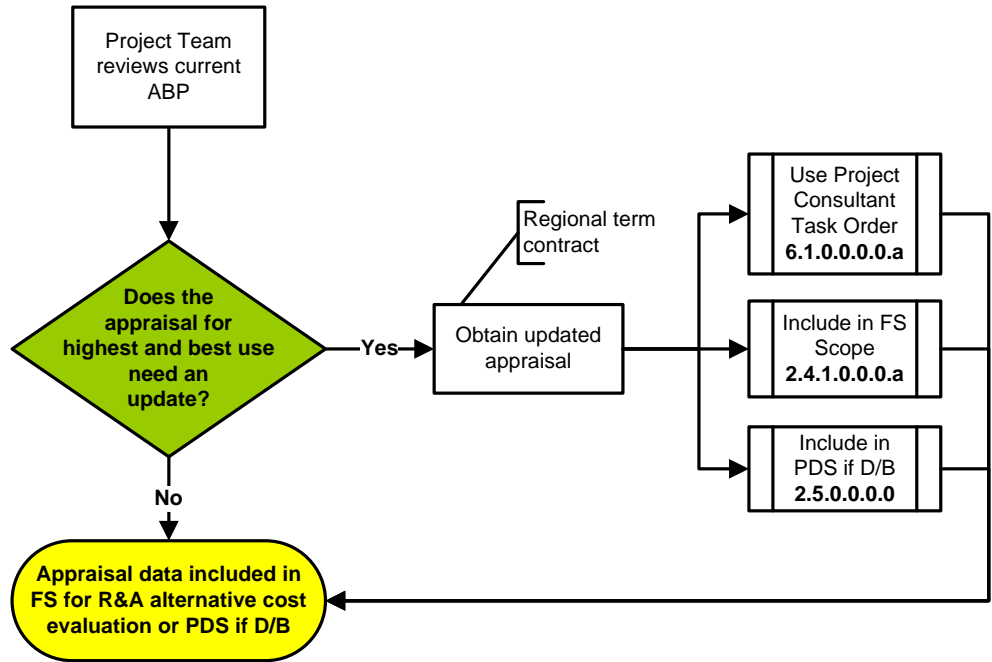 Project Team
reviews current
ABP
Does the
appraisal for
highest and best use
need an
update?
Yes
No
Regional term
contract
Obtain updated
appraisal
Use Project
Consultant
Task Order
6.1.0.0.0.0.a
Include in FS
Scope
2.4.1.0.0.0.a
Include in
PDS if D/B
2.5.0.0.0.0
Appraisal data included in
FS for R&A alternative cost
evaluation or PDS if D/B